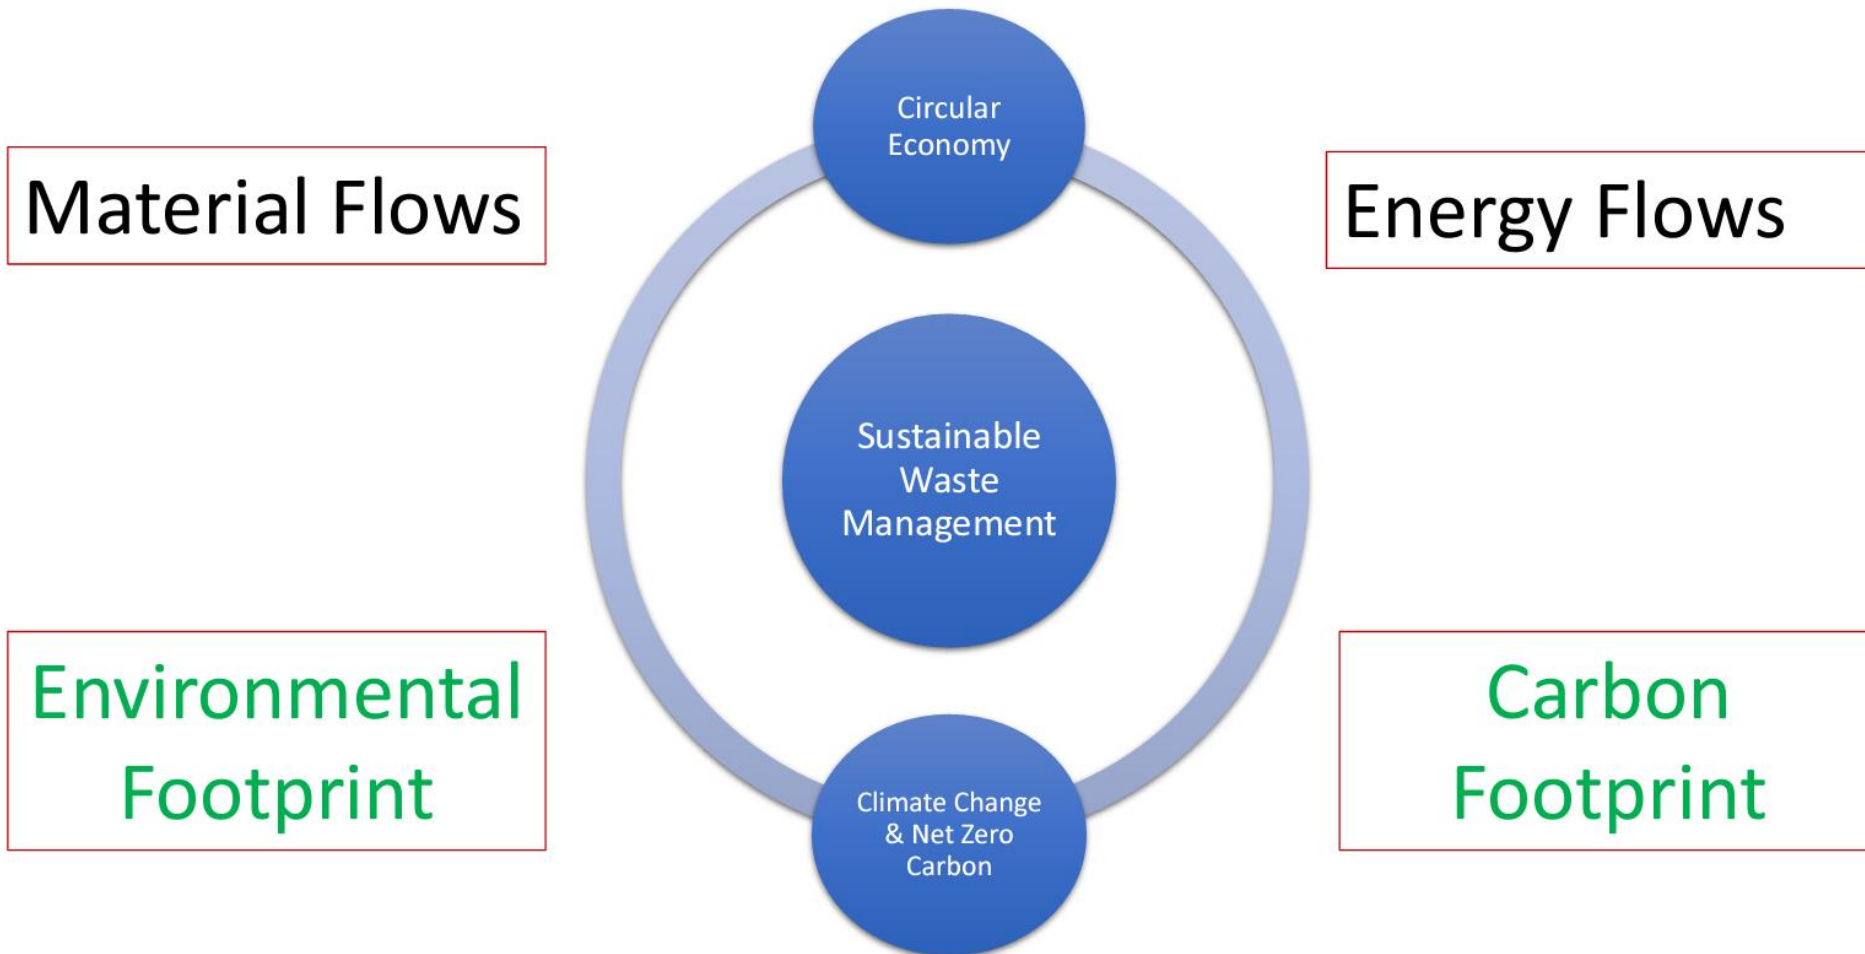 Circular
Economy
Material Flows
Energy Flows
Sustainable
Waste
Management
Environmental
Footprint
Carbon
Footprint
Climate Change
& Net Zero
Carbon